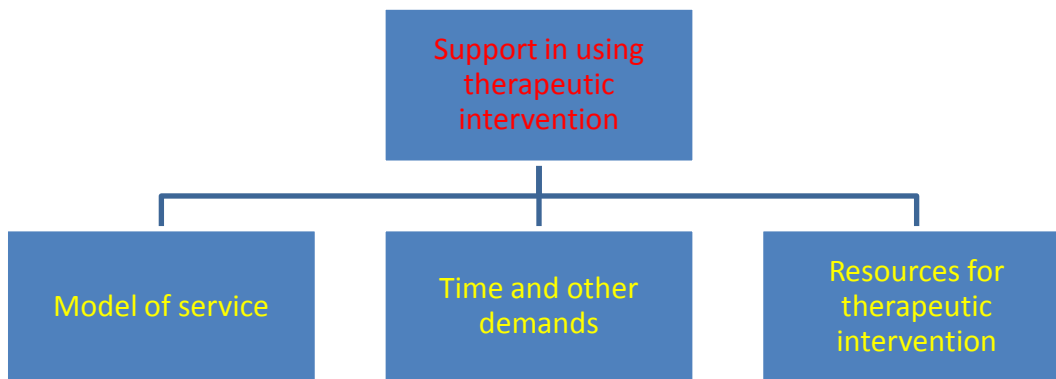 Support in using
therapeutic
intervention
Model of service
Time and other
demands
Resources for
therapeutic
intervention